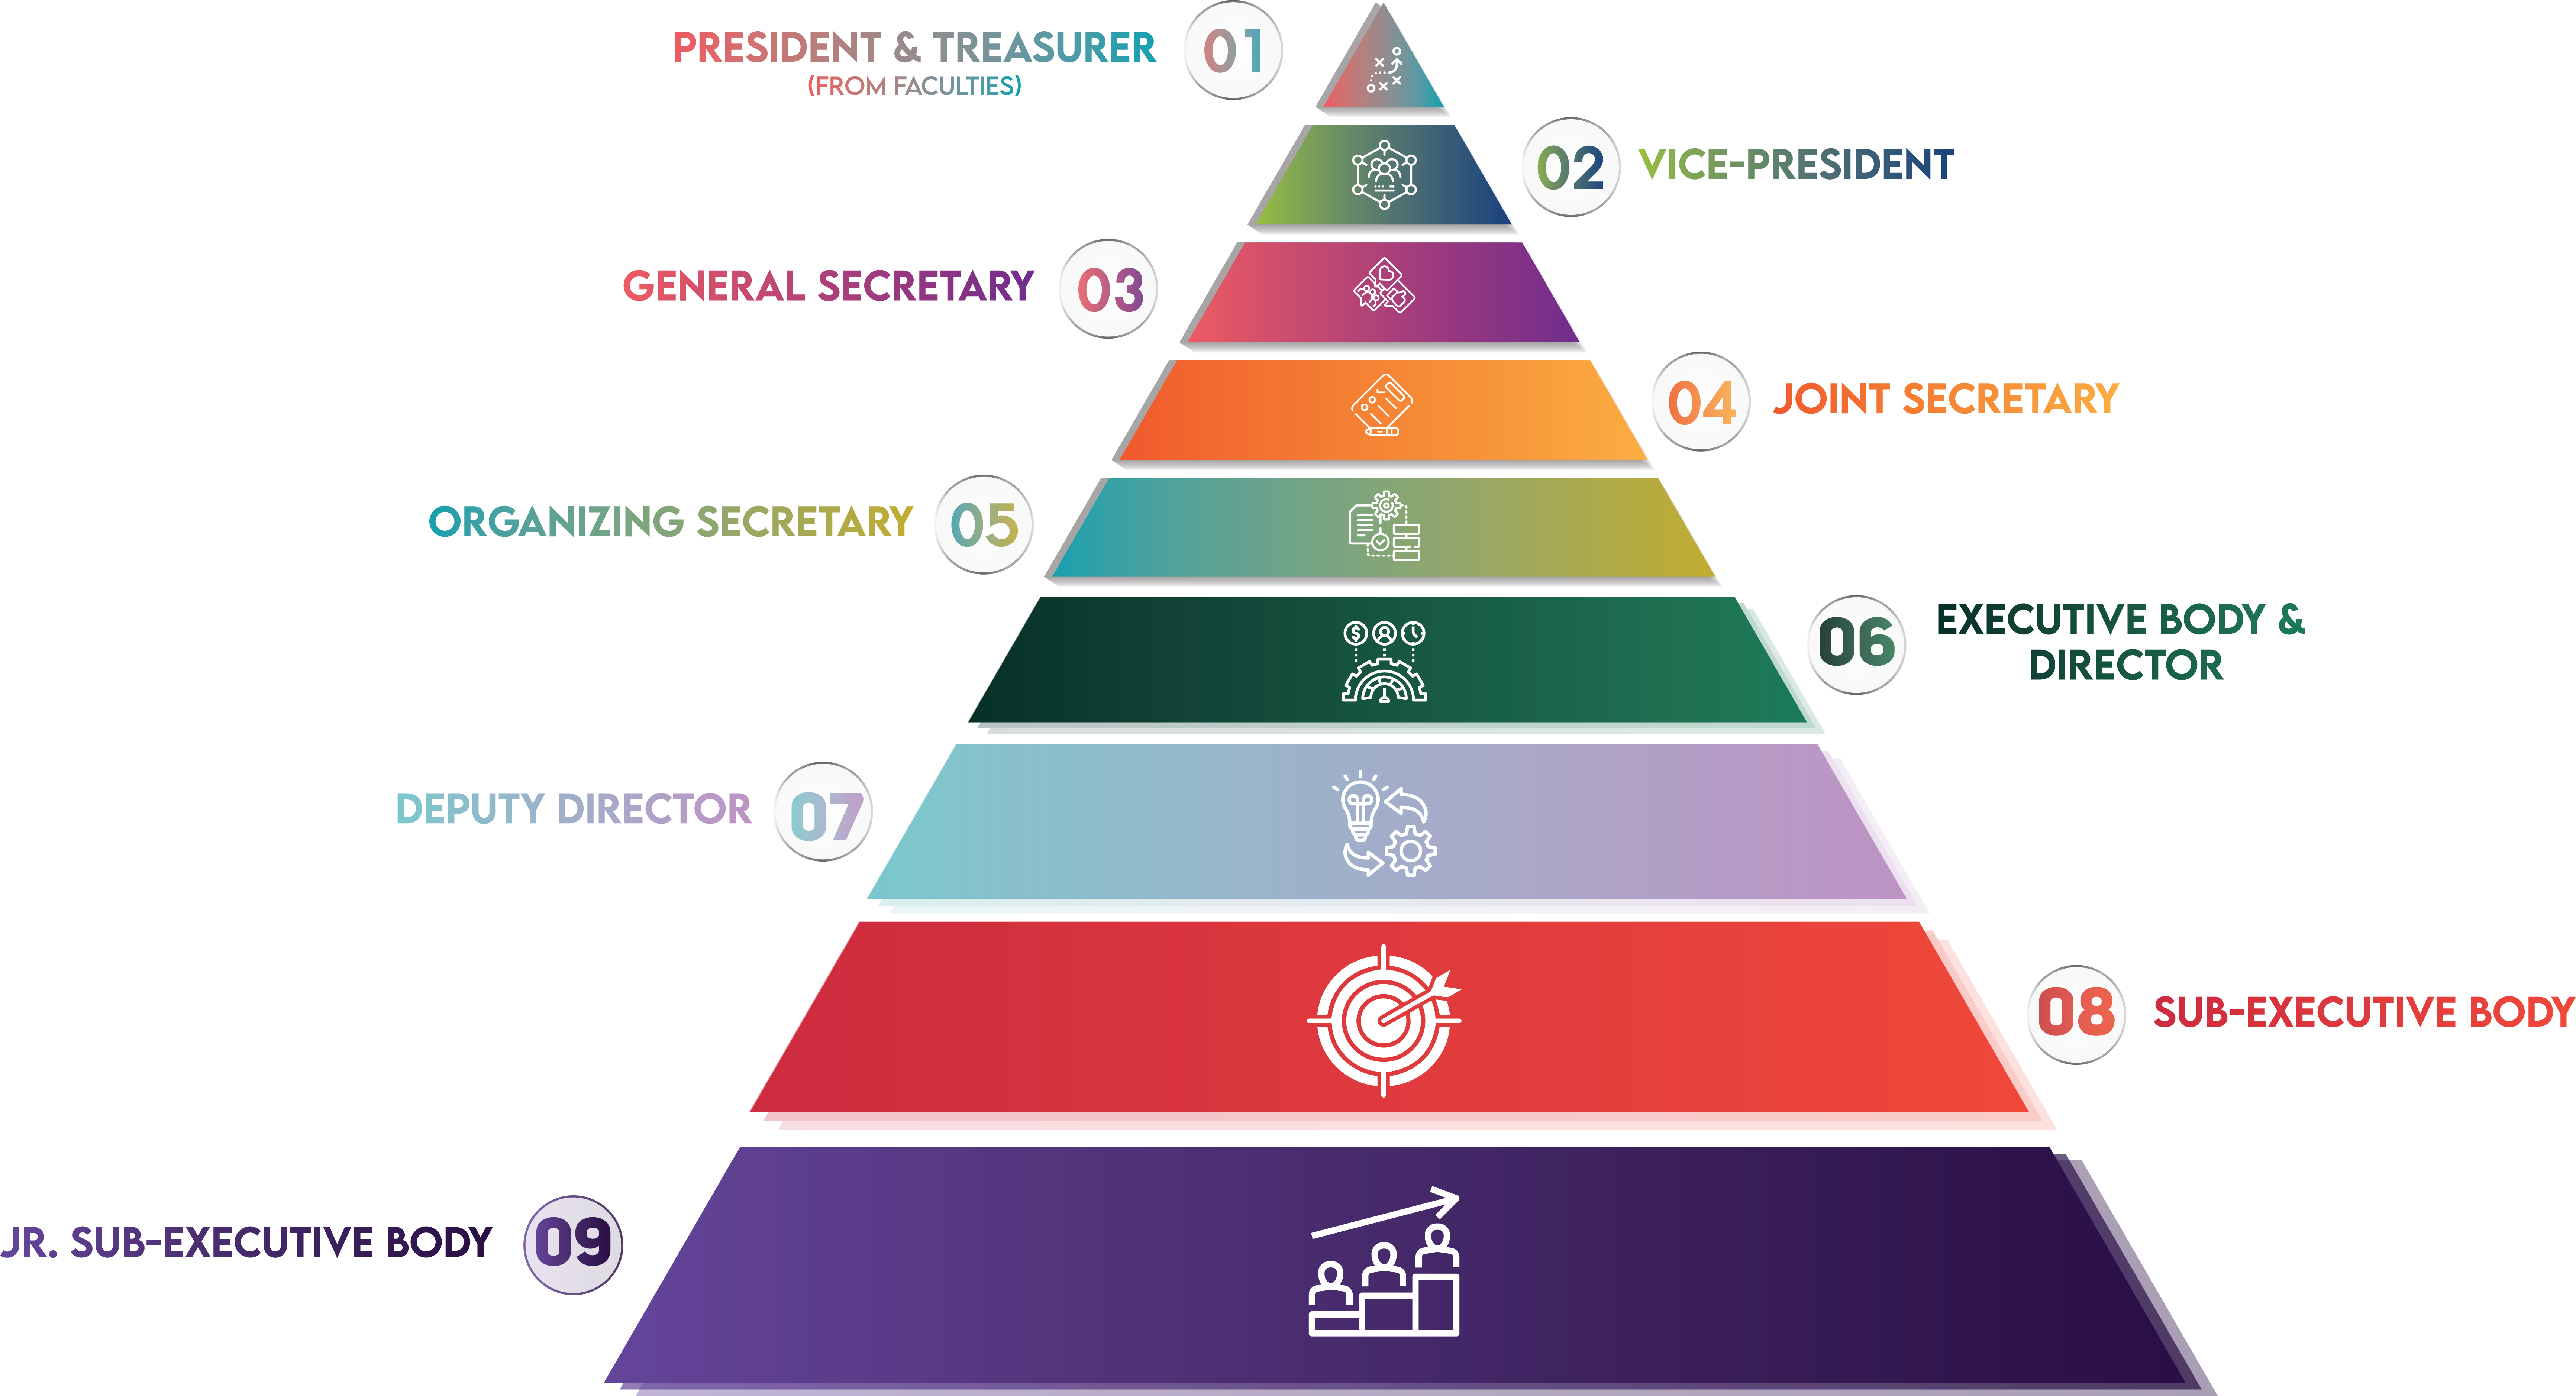 PRESIDENT & TREASURER
(FROM FACULTIES)
01
02
VICE-PRESIDENT
GENERAL SECRETARY
03
04
JOINT SECRETARY
ORGANIZING SECRETARY
05
06
EXECUTIVE BODY &
DIRECTOR
$
DEPUTY DIRECTOR
07
08
SUB-EXECUTIVE BODY
JR. SUB-EXECUTIVE BODY
09